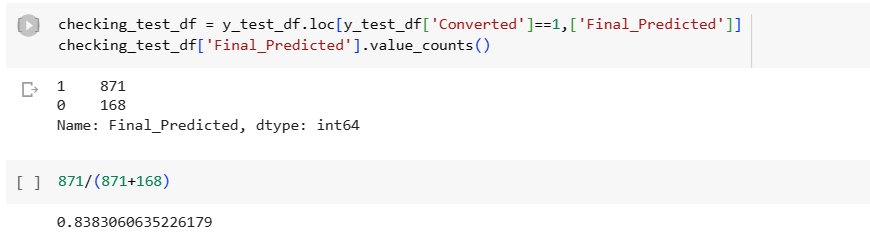 checking_test_df = y_test_df.loc[y_test_df['Converted']==1,['Final_Predicted']]
checking_test_df['Final_Predicted'].value_counts()
1    871
0    168
Name: Final_Predicted, dtype: int64
[ ] 871/(871+168)
0.8383060635226179